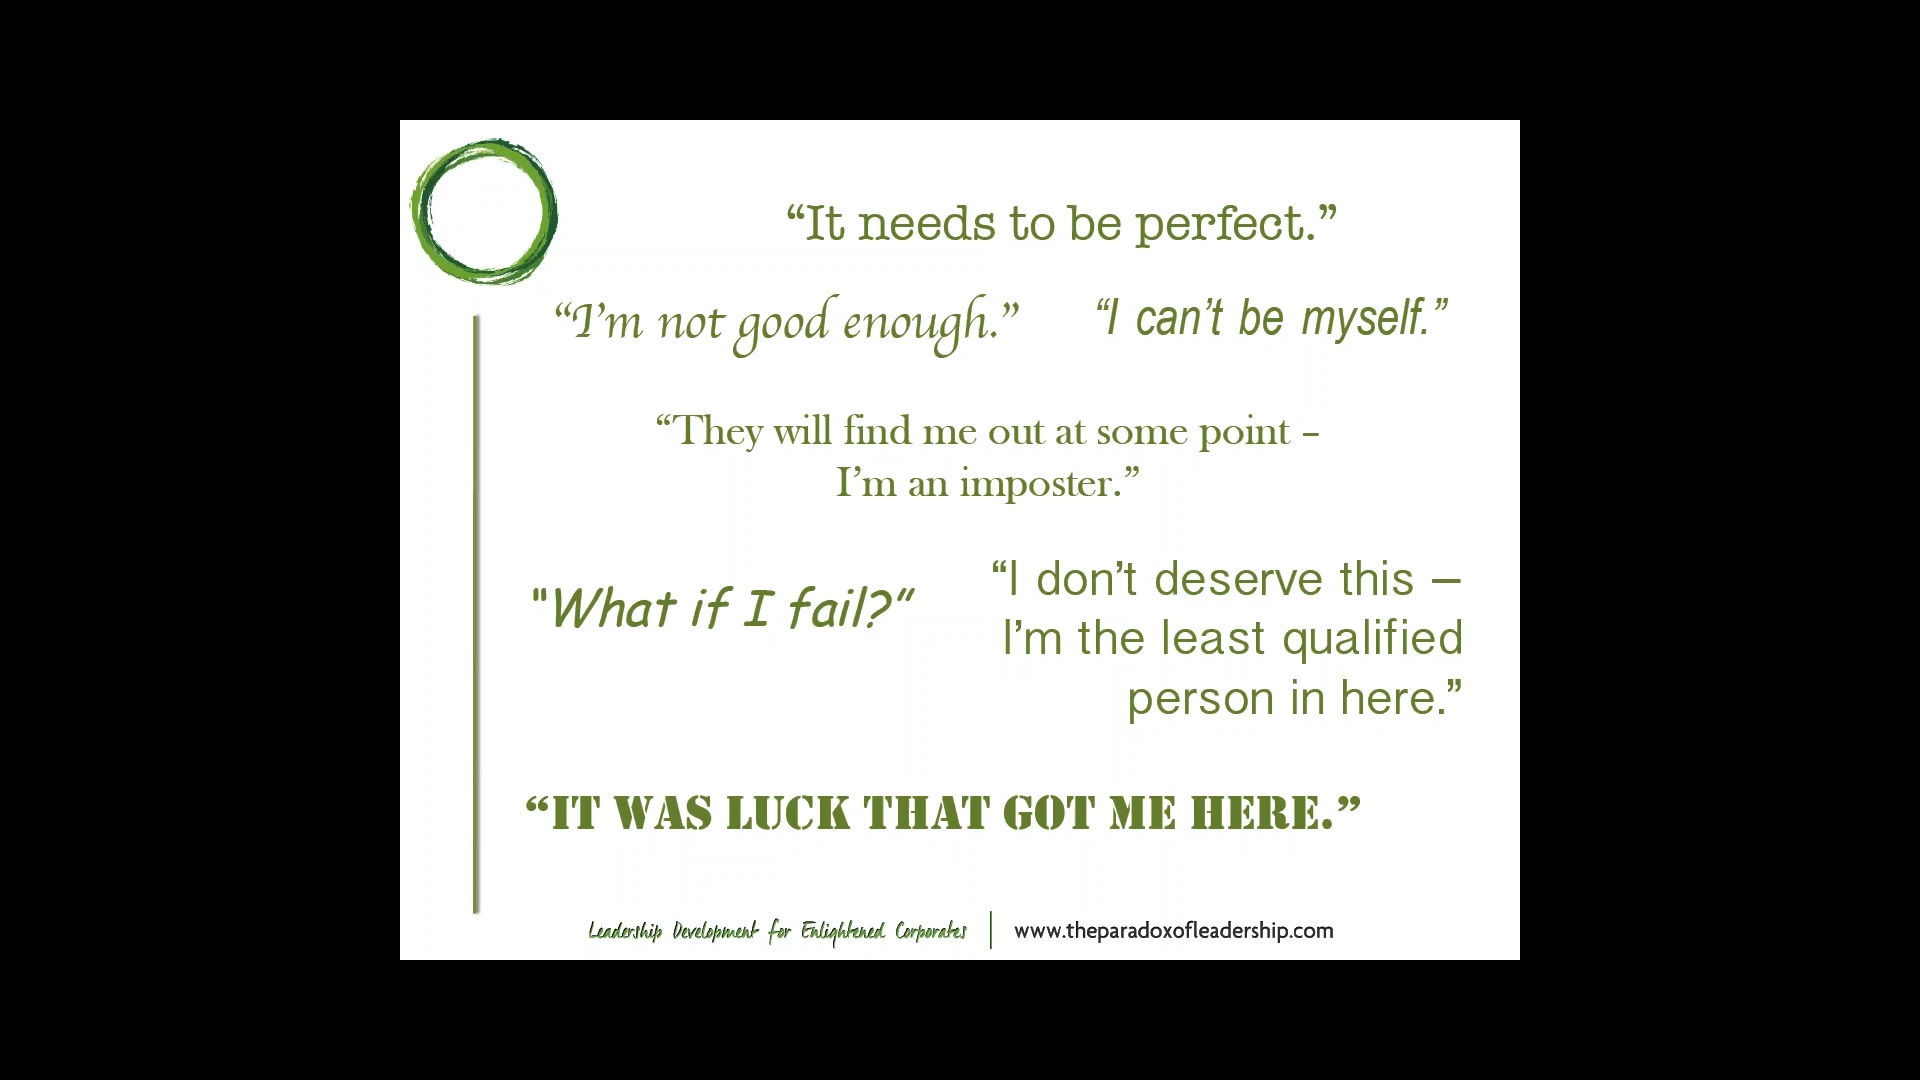 “It needs to be perfect.”
“I’m not good enough.”
“I can’t be myself.”
“They will find me out at some point –
I’m an imposter.”
"What if I fail?”
“I don’t deserve this –
I’m the least qualified
person in here.”
“IT WAS LUCK THAT GOT ME HERE.”
Leadership Development for Enlightened Corporates
www.theparadoxofleadership.com